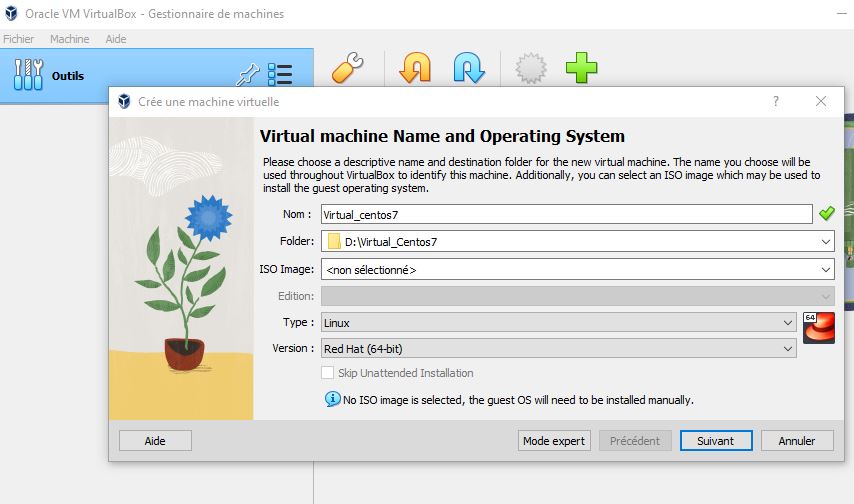 Oracle VM VirtualBox - Gestionnaire de machines
Fichier Machine Aide
Outils
Crée une machine virtuelle
Virtual machine Name and Operating System
Please choose a descriptive name and destination folder for the new virtual machine. The name you choose will be
used throughout VirtualBox to identify this machine. Additionally, you can select an ISO image which may be used to
install the guest operating system.
Nom : Virtual_centos7
Folder: D:\Virtual_Centos7
ISO Image: <non sélectionné>
Edition:
Type : Linux
64
Version : Red Hat (64-bit)
Skip Unattended Installation
No ISO image is selected, the guest OS will need to be installed manually.
Aide Mode expert Précédent Suivant Annuler